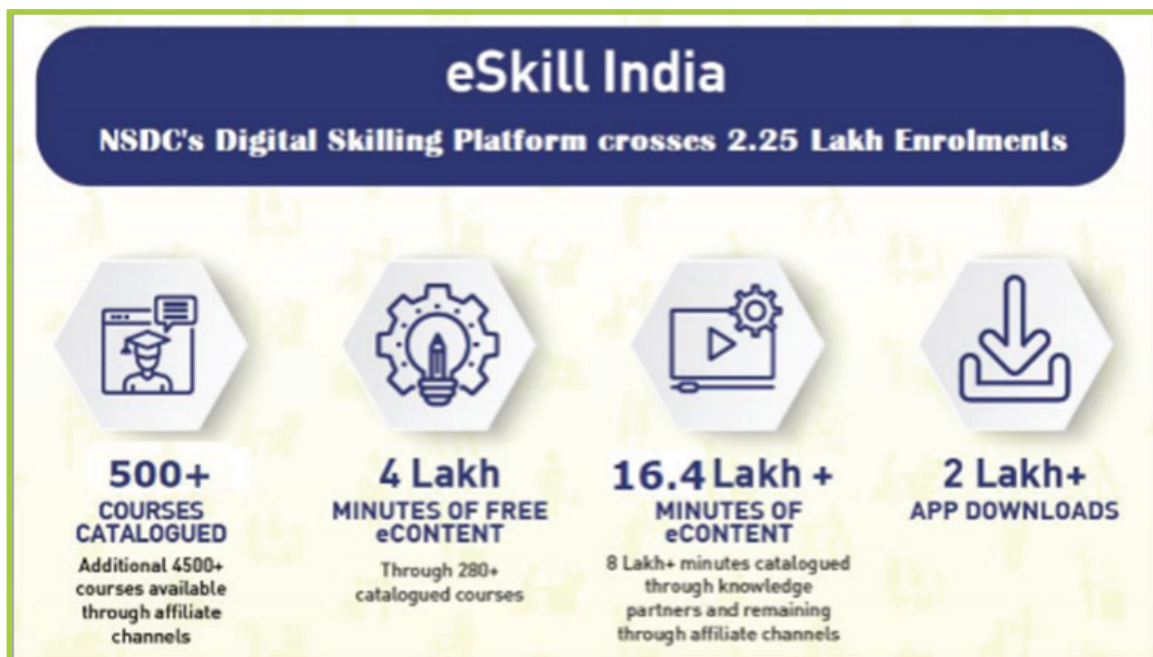 eSkill India
NSDC's Digital Skilling Platform crosses 2.25 Lakh Enrolments
500+
COURSES
CATALOGUED
Additional 4500+
courses available
through affiliate
channels
4 Lakh
MINUTES OF FREE
eCONTENT
Through 280+
catalogued courses
16.4 Lakh +
MINUTES OF
eCONTENT
8 Lakh+ minutes catalogued
through knowledge
partners and remaining
through affiliate channels
2 Lakh+
APP DOWNLOADS